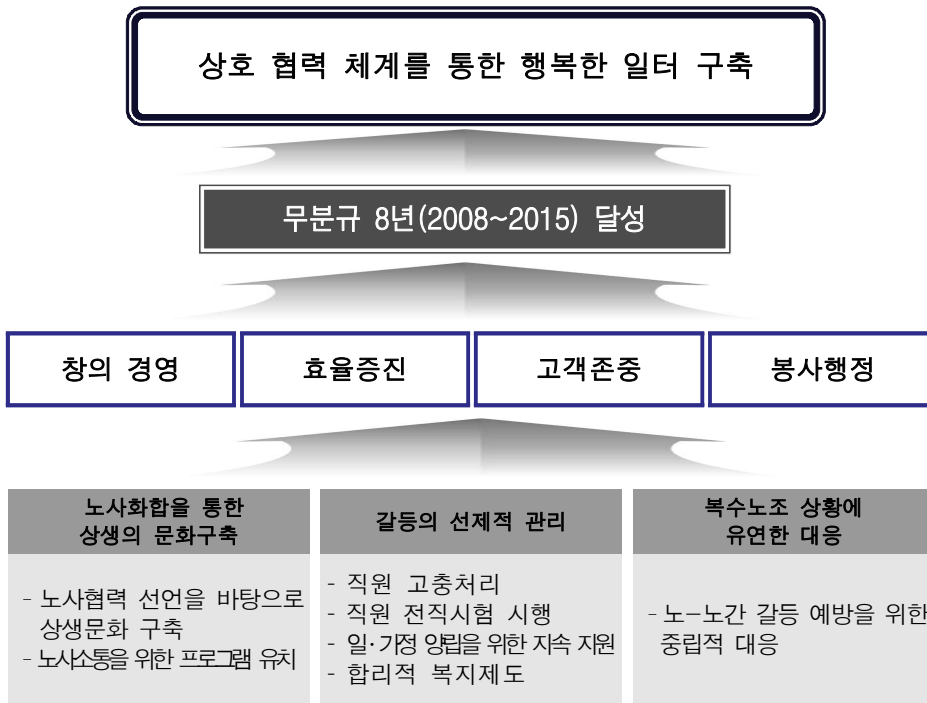 상호 협력 체계를 통한 행복한 일터 구축
무분규 8년(2008~2015) 달성
창의 경영
효율증진
고객존중
봉사행정
노사화합을 통한
상생의 문화구축
- 노사협력 선언을 바탕으로
상생문화 구축
- 노사소통을 위한 프로그램 유치
갈등의 선제적 관리
- 직원 고충처리
- 직원 전직시험 시행
- 일·가정 양립을 위한 지속 지원
- 합리적 복지제도
복수노조 상황에
유연한 대응
- 노-노간 갈등 예방을 위한
중립적 대응